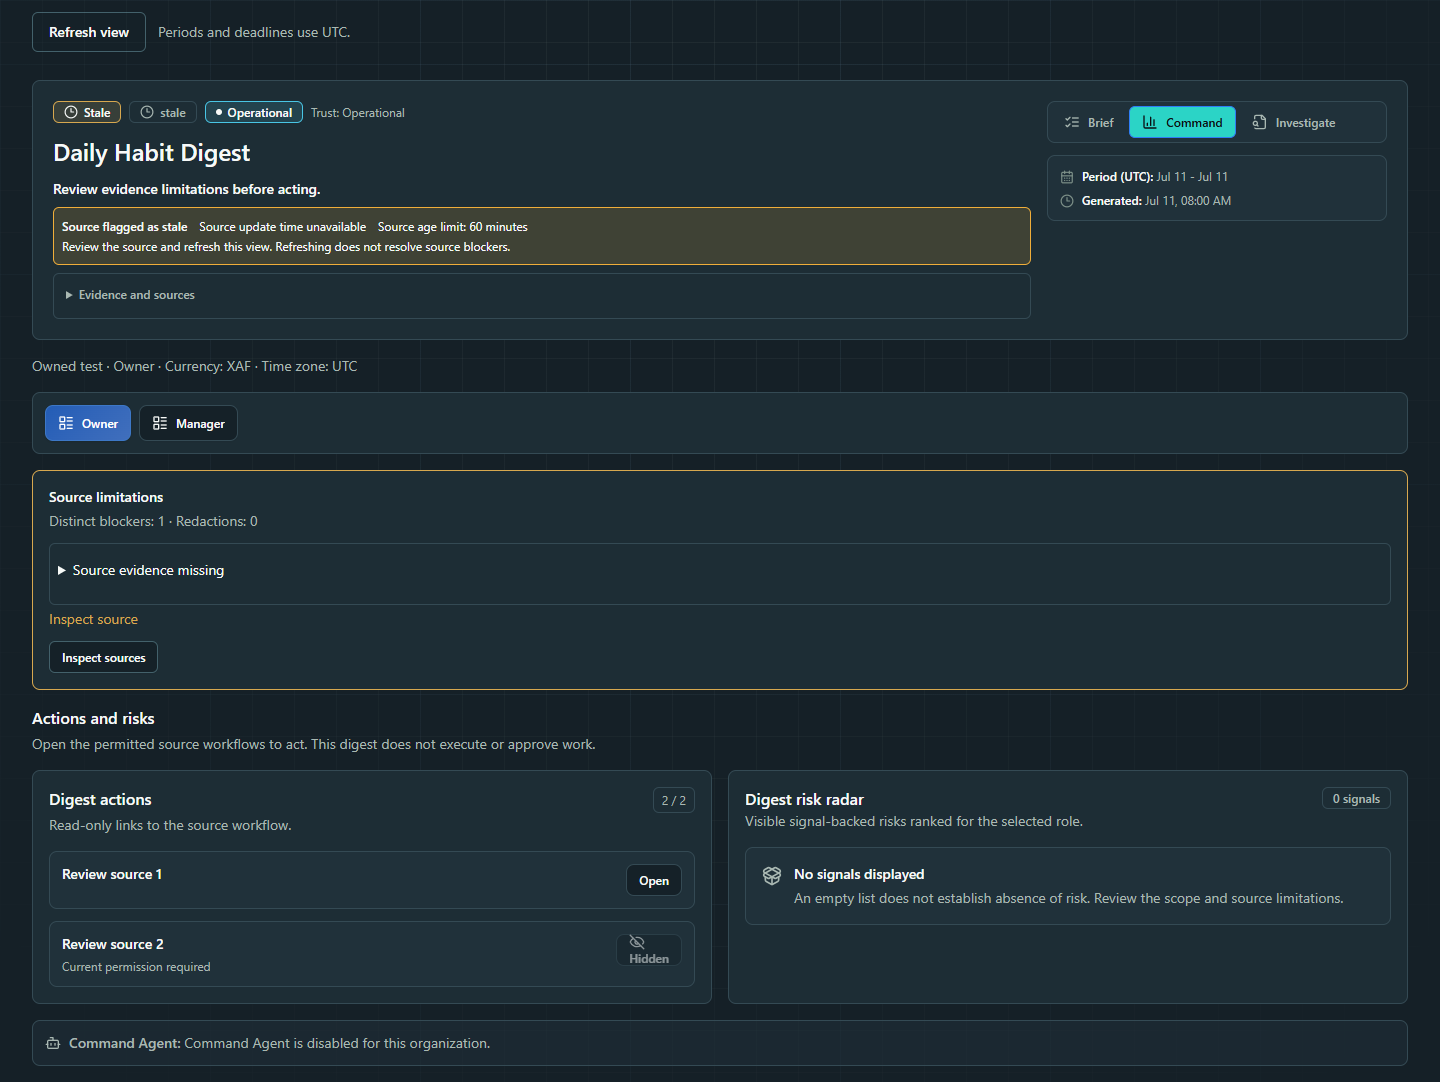 Refresh view Periods and deadlines use UTC.
Stale stale Operational Trust: Operational
Brief Command Investigate
Daily Habit Digest
Review evidence limitations before acting.
Period (UTC): Jul 11 - Jul 11
Generated: Jul 11, 08:00 AM
Source flagged as stale Source update time unavailable Source age limit: 60 minutes
Review the source and refresh this view. Refreshing does not resolve source blockers.
Evidence and sources
Owned test · Owner · Currency: XAF · Time zone: UTC
Owner Manager
Source limitations
Distinct blockers: 1 · Redactions: 0
Source evidence missing
Inspect source
Inspect sources
Actions and risks
Open the permitted source workflows to act. This digest does not execute or approve work.
Digest actions 2 / 2
Read-only links to the source workflow.
Review source 1 Open
Review source 2
Current permission required
Hidden
Digest risk radar 0 signals
Visible signal-backed risks ranked for the selected role.
No signals displayed
An empty list does not establish absence of risk. Review the scope and source limitations.
Command Agent: Command Agent is disabled for this organization.